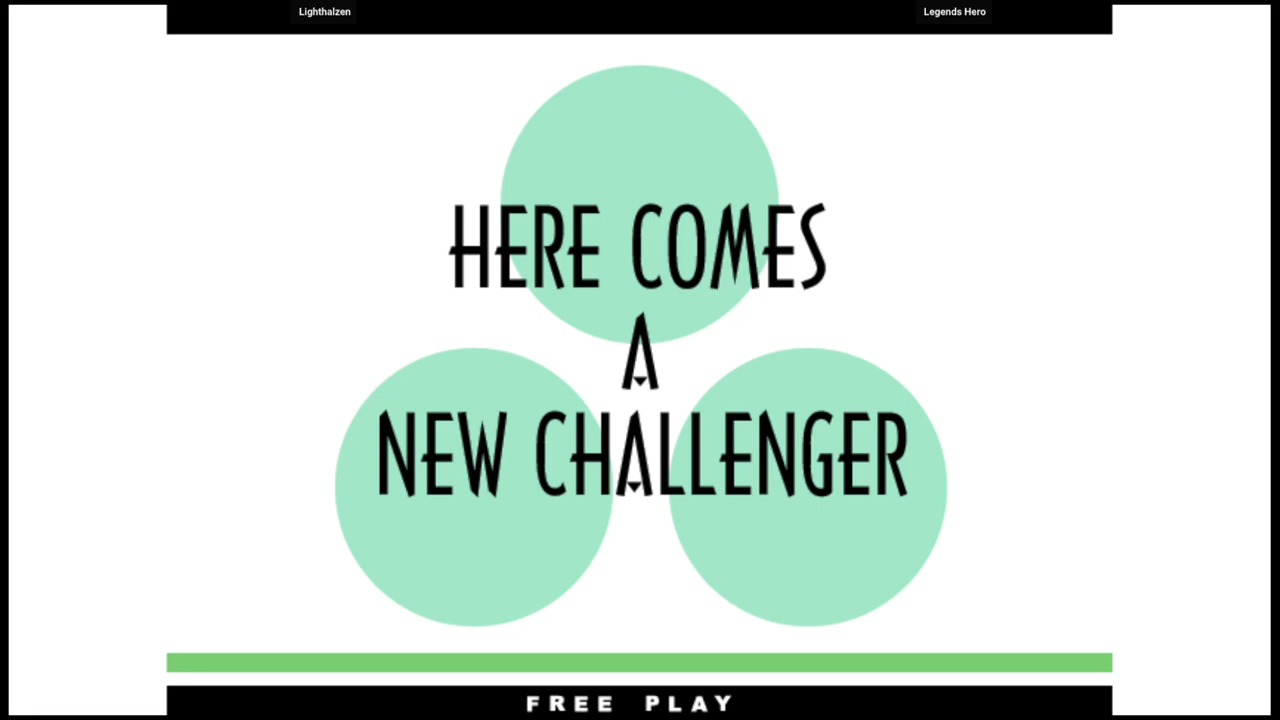 Lighthalzen
Legends Hero
HERE COMES
A
NEW CHALLENGER
FREE PLAY